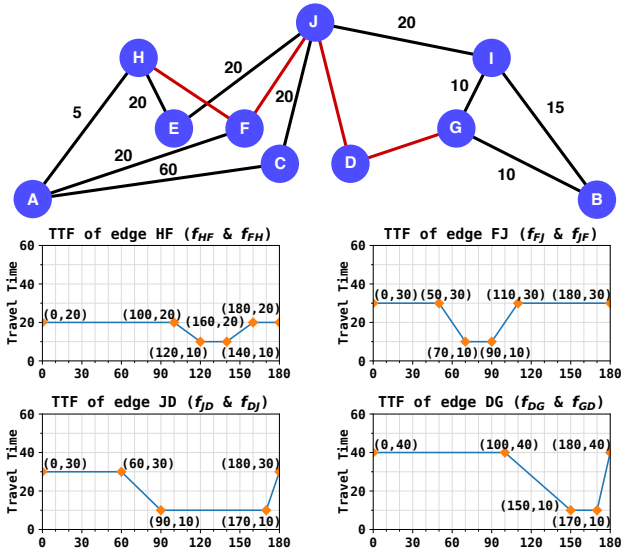 J
20
H
I
20
10
5
20
20
15
E
F
G
20
C
D
60
10
A
B
TTF of edge HF (fHF & fFH)
Travel Time
60
40
20
0
(0,20)
(100,20)
(120,10)
(140,10)
(160,20)
(180,20)
0 30 60 90 120 150 180
TTF of edge FJ (fFJ & fJF)
60
40
20
0
(0,30)
(50,30)
(70,10)
(90,10)
(110,30)
(180,30)
0 30 60 90 120 150 180
TTF of edge JD (fJD & fDJ)
Travel Time
60
40
20
0
(0,30)
(60,30)
(90,10)
(170,10)
(180,30)
0 30 60 90 120 150 180
TTF of edge DG (fDG & fGD)
60
40
20
0
(0,40)
(100,40)
(150,10)
(170,10)
(180,40)
0 30 60 90 120 150 180